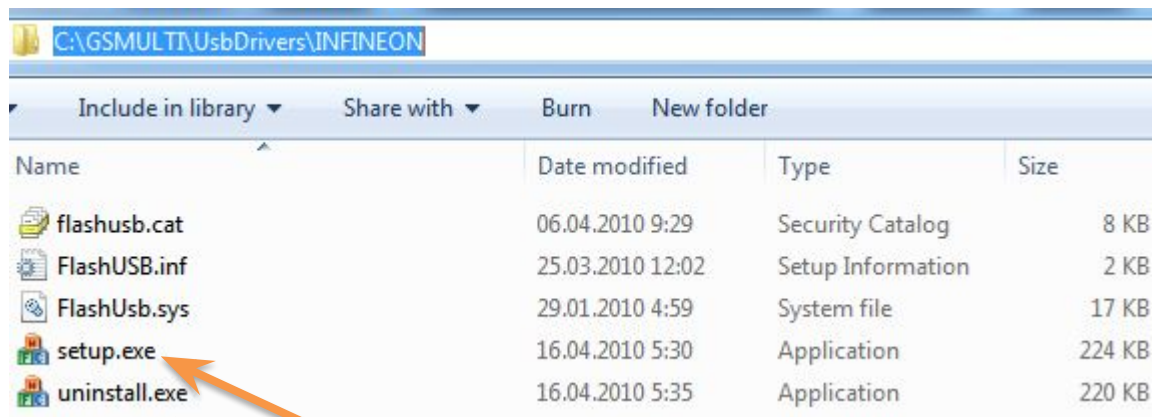 C:\GSMULTI\UsbDrivers\INFINEON
Include in library Share with Burn New folder
Name Date modified Type Size
flashusb.cat 06.04.2010 9:29 Security Catalog 8 KB
FlashUSB.inf 25.03.2010 12:02 Setup Information 2 KB
FlashUsb.sys 29.01.2010 4:59 System file 17 KB
setup.exe 16.04.2010 5:30 Application 224 KB
uninstall.exe 16.04.2010 5:35 Application 220 KB